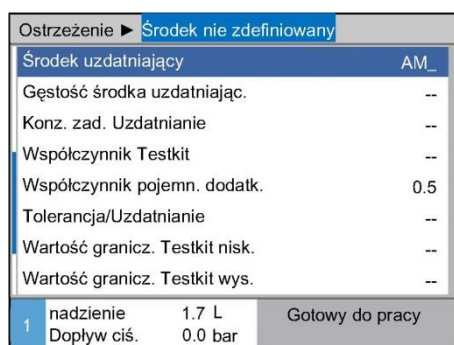 Ostrzeżenie ► Środek nie zdefiniowany
Środek uzdatniający AM_
Gęstość środka uzdatniając. --
Konz. zad. Uzdatnianie --
Współczynnik Testkit --
Współczynnik pojemn. dodatk. 0.5
Tolerancja/Uzdatnianie --
Wartość granicz. Testkit nisk. --
Wartość granicz. Testkit wys. --
1 nadzienie 1.7 L Gotowy do pracy
Dopływ ciś. 0.0 bar